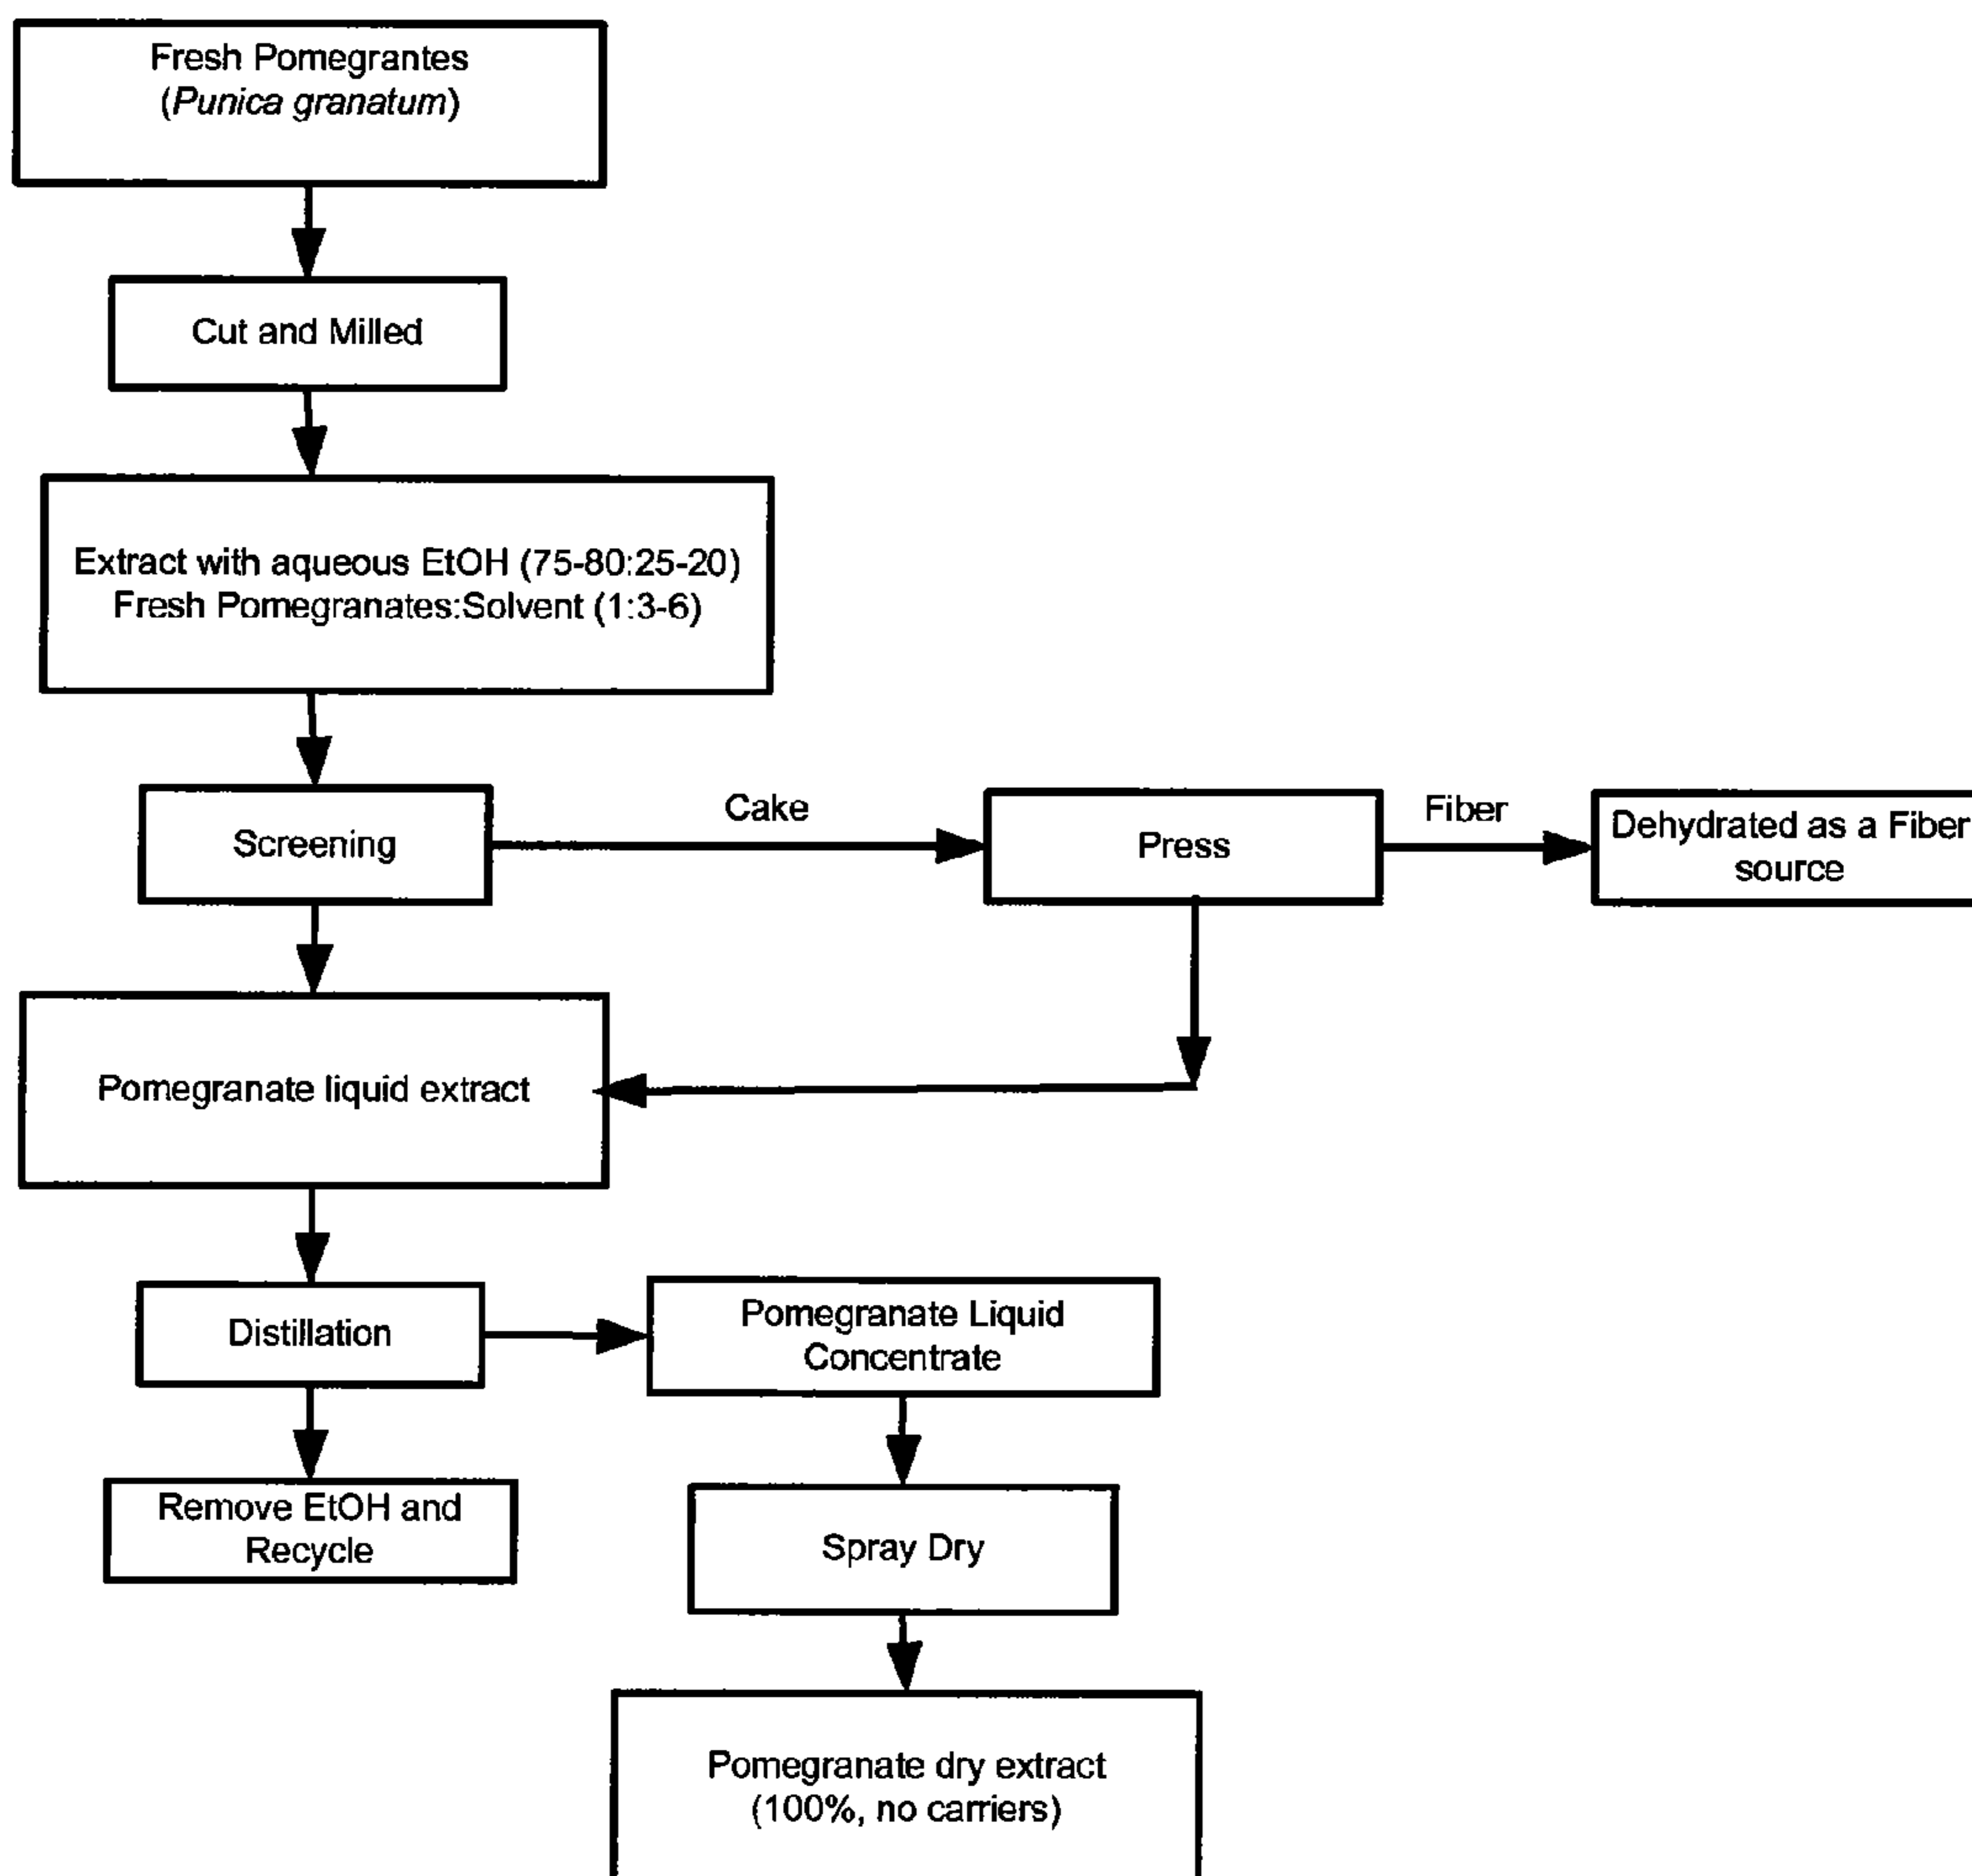 Fresh Pomegrantes
(Punica granatum)
Cut and Milled
Extract with aqueous EtOH (75-80:25-20)
Fresh Pomegranates:Solvent (1:3-6)
Screening
Cake
Press
Fiber
Dehydrated as a Fiber
source
Pomegranate liquid extract
Distillation
Pomegranate Liquid
Concentrate
Remove EtOH and
Recycle
Spray Dry
Pomegranate dry extract
(100%, no carriers)